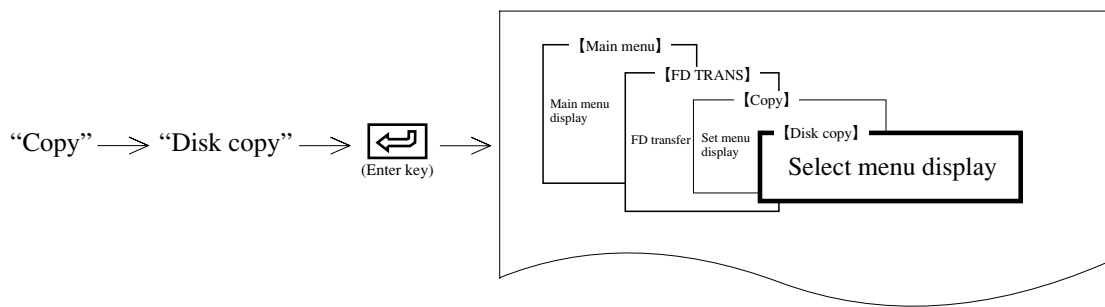 “Copy” “Disk copy” (Enter key)
【Main menu】
Main menu
display
【FD TRANS】
FD transfer
【Copy】
Set menu
display
【Disk copy】
Select menu display